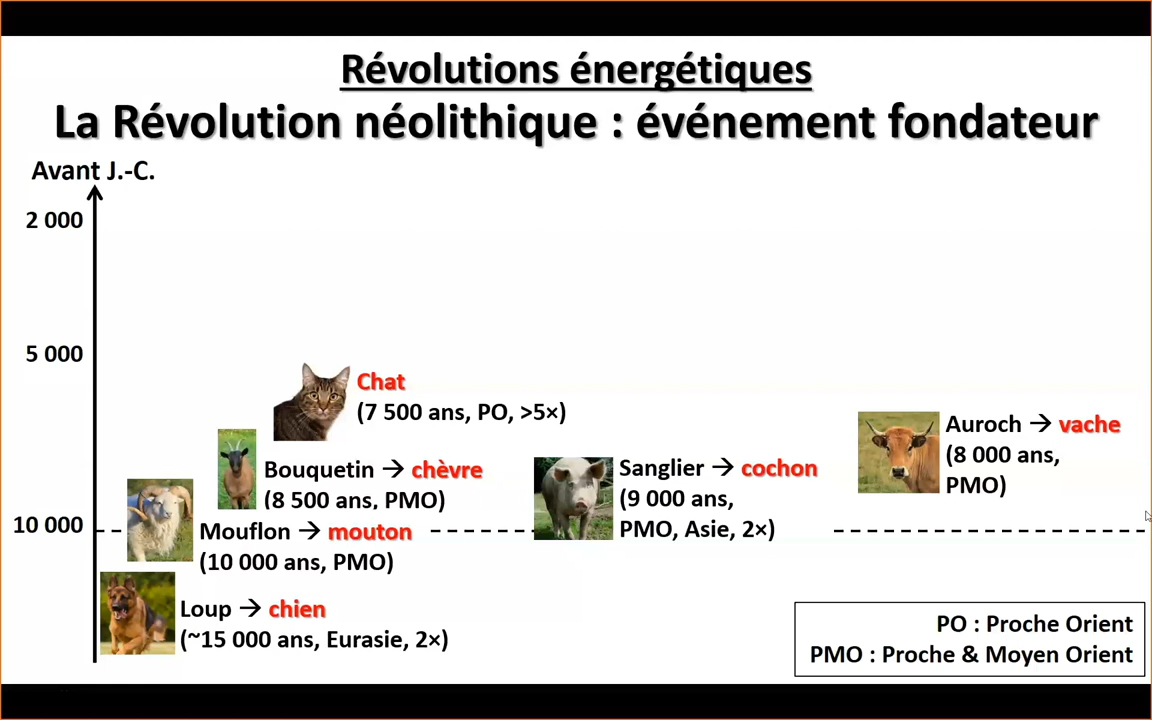 Révolutions énergétiques
La Révolution néolithique : événement fondateur
Avant J.-C.
2 000
5 000
Chat
(7 500 ans, PO, >5×)
Auroch → vache
(8 000 ans,
PMO)
Bouquetin → chèvre
(8 500 ans, PMO)
Sanglier → cochon
(9 000 ans,
PMO, Asie, 2×)
10 000
Mouflon → mouton
(10 000 ans, PMO)
Loup → chien
(~15 000 ans, Eurasie, 2×)
PO : Proche Orient
PMO : Proche & Moyen Orient